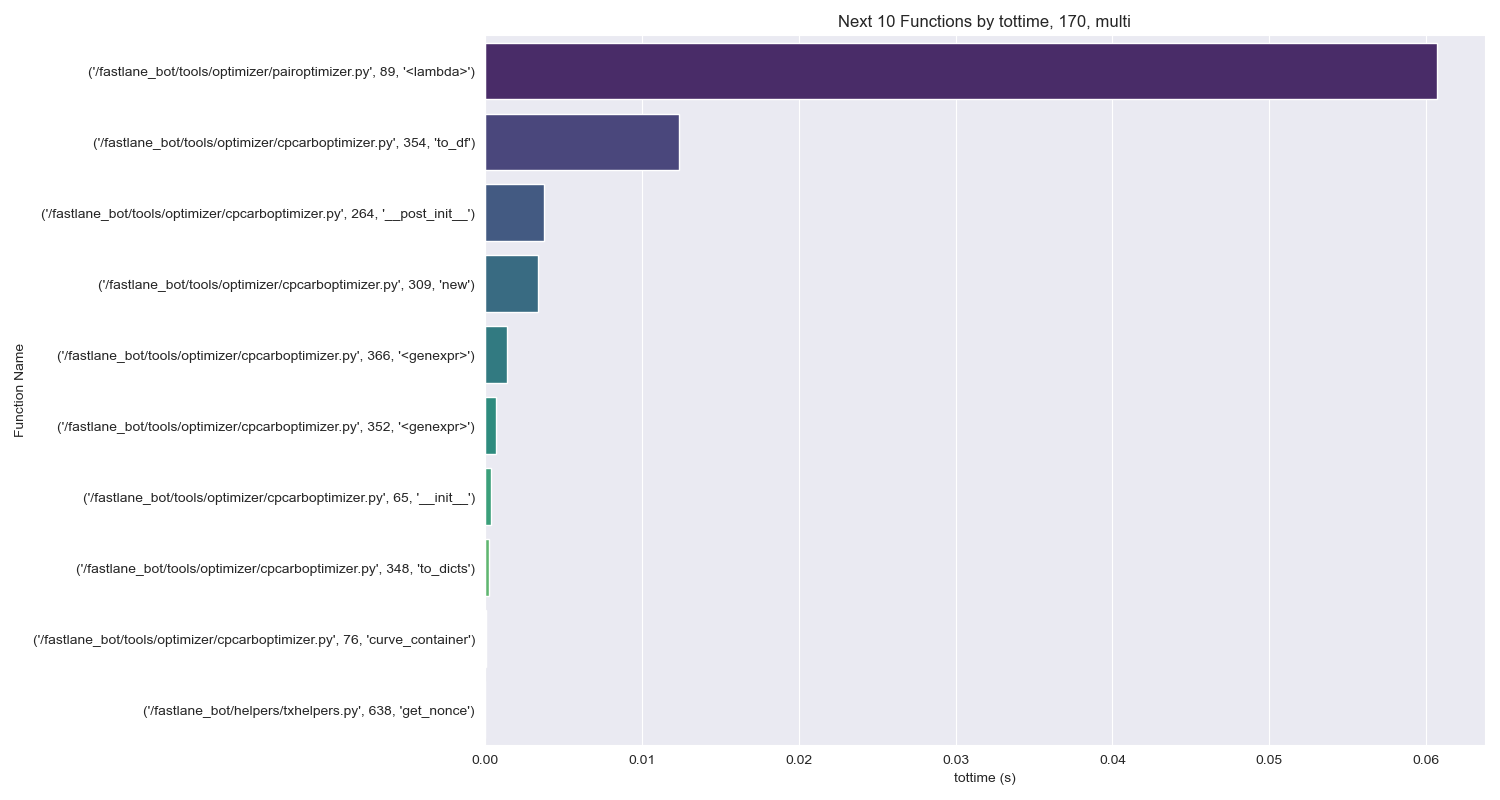 Next 10 Functions by tottime, 170, multi
('/fastlane_bot/tools/optimizer/pairoptimizer.py', 89, '<lambda>')
('/fastlane_bot/tools/optimizer/cpcarboptimizer.py', 354, 'to_df')
('/fastlane_bot/tools/optimizer/cpcarboptimizer.py', 264, '__post_init__')
('/fastlane_bot/tools/optimizer/cpcarboptimizer.py', 309, 'new')
('/fastlane_bot/tools/optimizer/cpcarboptimizer.py', 366, '<genexpr>')
('/fastlane_bot/tools/optimizer/cpcarboptimizer.py', 352, '<genexpr>')
('/fastlane_bot/tools/optimizer/cpcarboptimizer.py', 65, '__init__')
('/fastlane_bot/tools/optimizer/cpcarboptimizer.py', 348, 'to_dicts')
('/fastlane_bot/tools/optimizer/cpcarboptimizer.py', 76, 'curve_container')
('/fastlane_bot/helpers/txhelpers.py', 638, 'get_nonce')
Function Name
0.00 0.01 0.02 0.03 0.04 0.05 0.06
tottime (s)